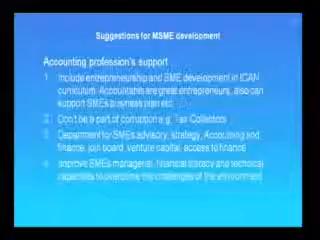 Suggestions for MSME development
Accounting profession's support
1 Include entrepreneurship and SME development in ICAN
curriculum. Accountants are great entrepreneurs, also can
support SMEs business plan etc
2 Don't be a part of corruption e.g. Tax Collectors
3 Department for SMEs advisory, strategy, Accounting and
finance, join board, venture capital, access to finance
4 Improve SMEs managerial, financial literacy and technical
capacities to overcome the challenges of the environment